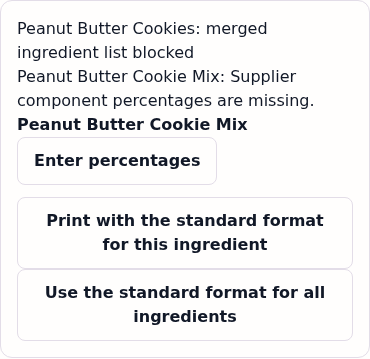 Peanut Butter Cookies: merged
ingredient list blocked
Peanut Butter Cookie Mix: Supplier
component percentages are missing.
Peanut Butter Cookie Mix
Enter percentages
Print with the standard format
for this ingredient
Use the standard format for all
ingredients